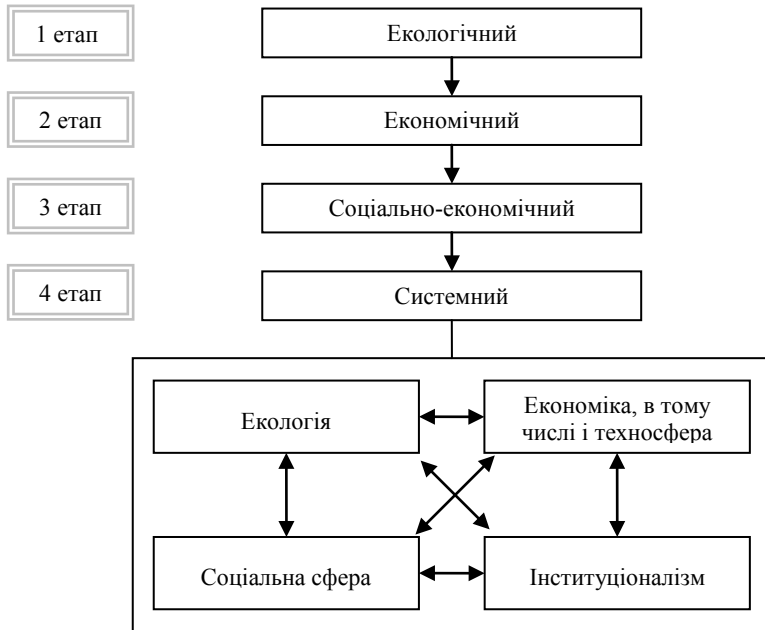 1 етап
Екологічний
2 етап
Економічний
3 етап
Соціально-економічний
4 етап
Системний
Екологія
Економіка, в тому
числі і техносфера
Соціальна сфера
Інституціоналізм